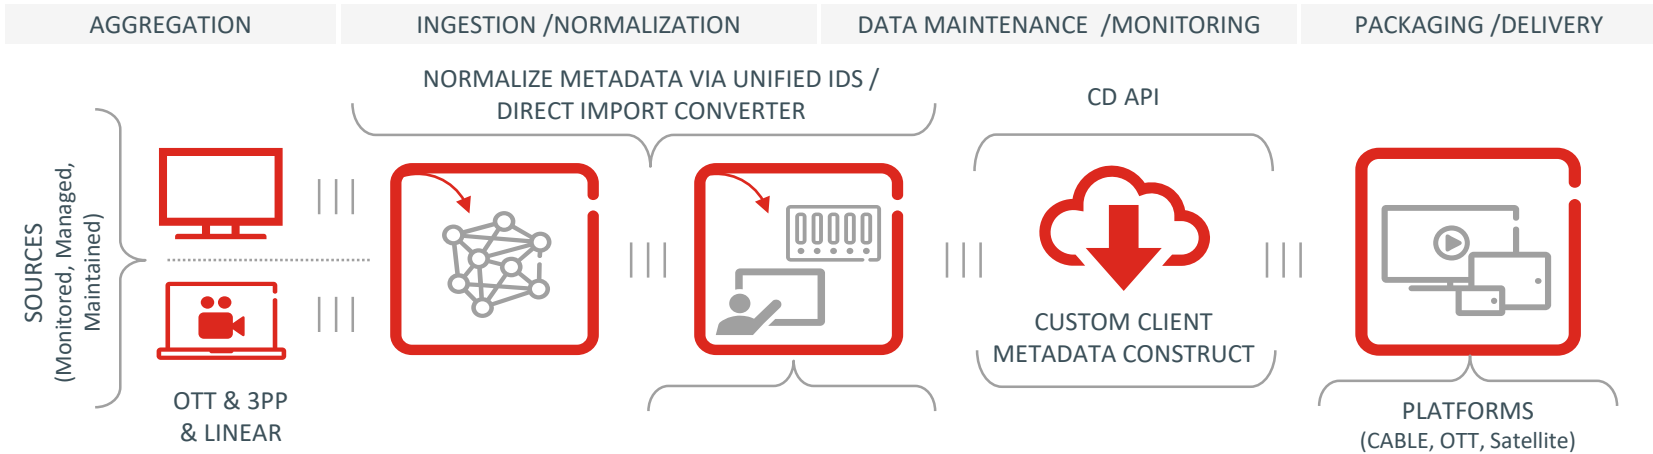 AGGREGATION
INGESTION /NORMALIZATION
DATA MAINTENANCE /MONITORING
PACKAGING /DELIVERY
SOURCES
(Monitored, Managed,
Maintained)
OTT & 3PP
& LINEAR
NORMALIZE METADATA VIA UNIFIED IDS /
DIRECT IMPORT CONVERTER
CD API
CUSTOM CLIENT
METADATA CONSTRUCT
PLATFORMS
(CABLE, OTT, Satellite)